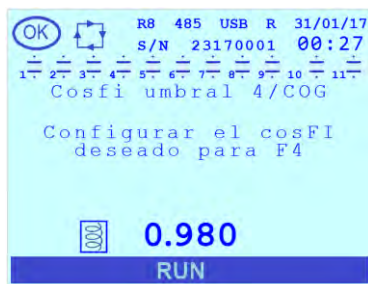 OK R8 485 USB R 31/01/17
S/N 23170001 00:27
1 2 3 4 5 6 7 8 9 10 11
Cosfi umbral 4/COG
Configurar el cosFI
deseado para F4
0.980
RUN